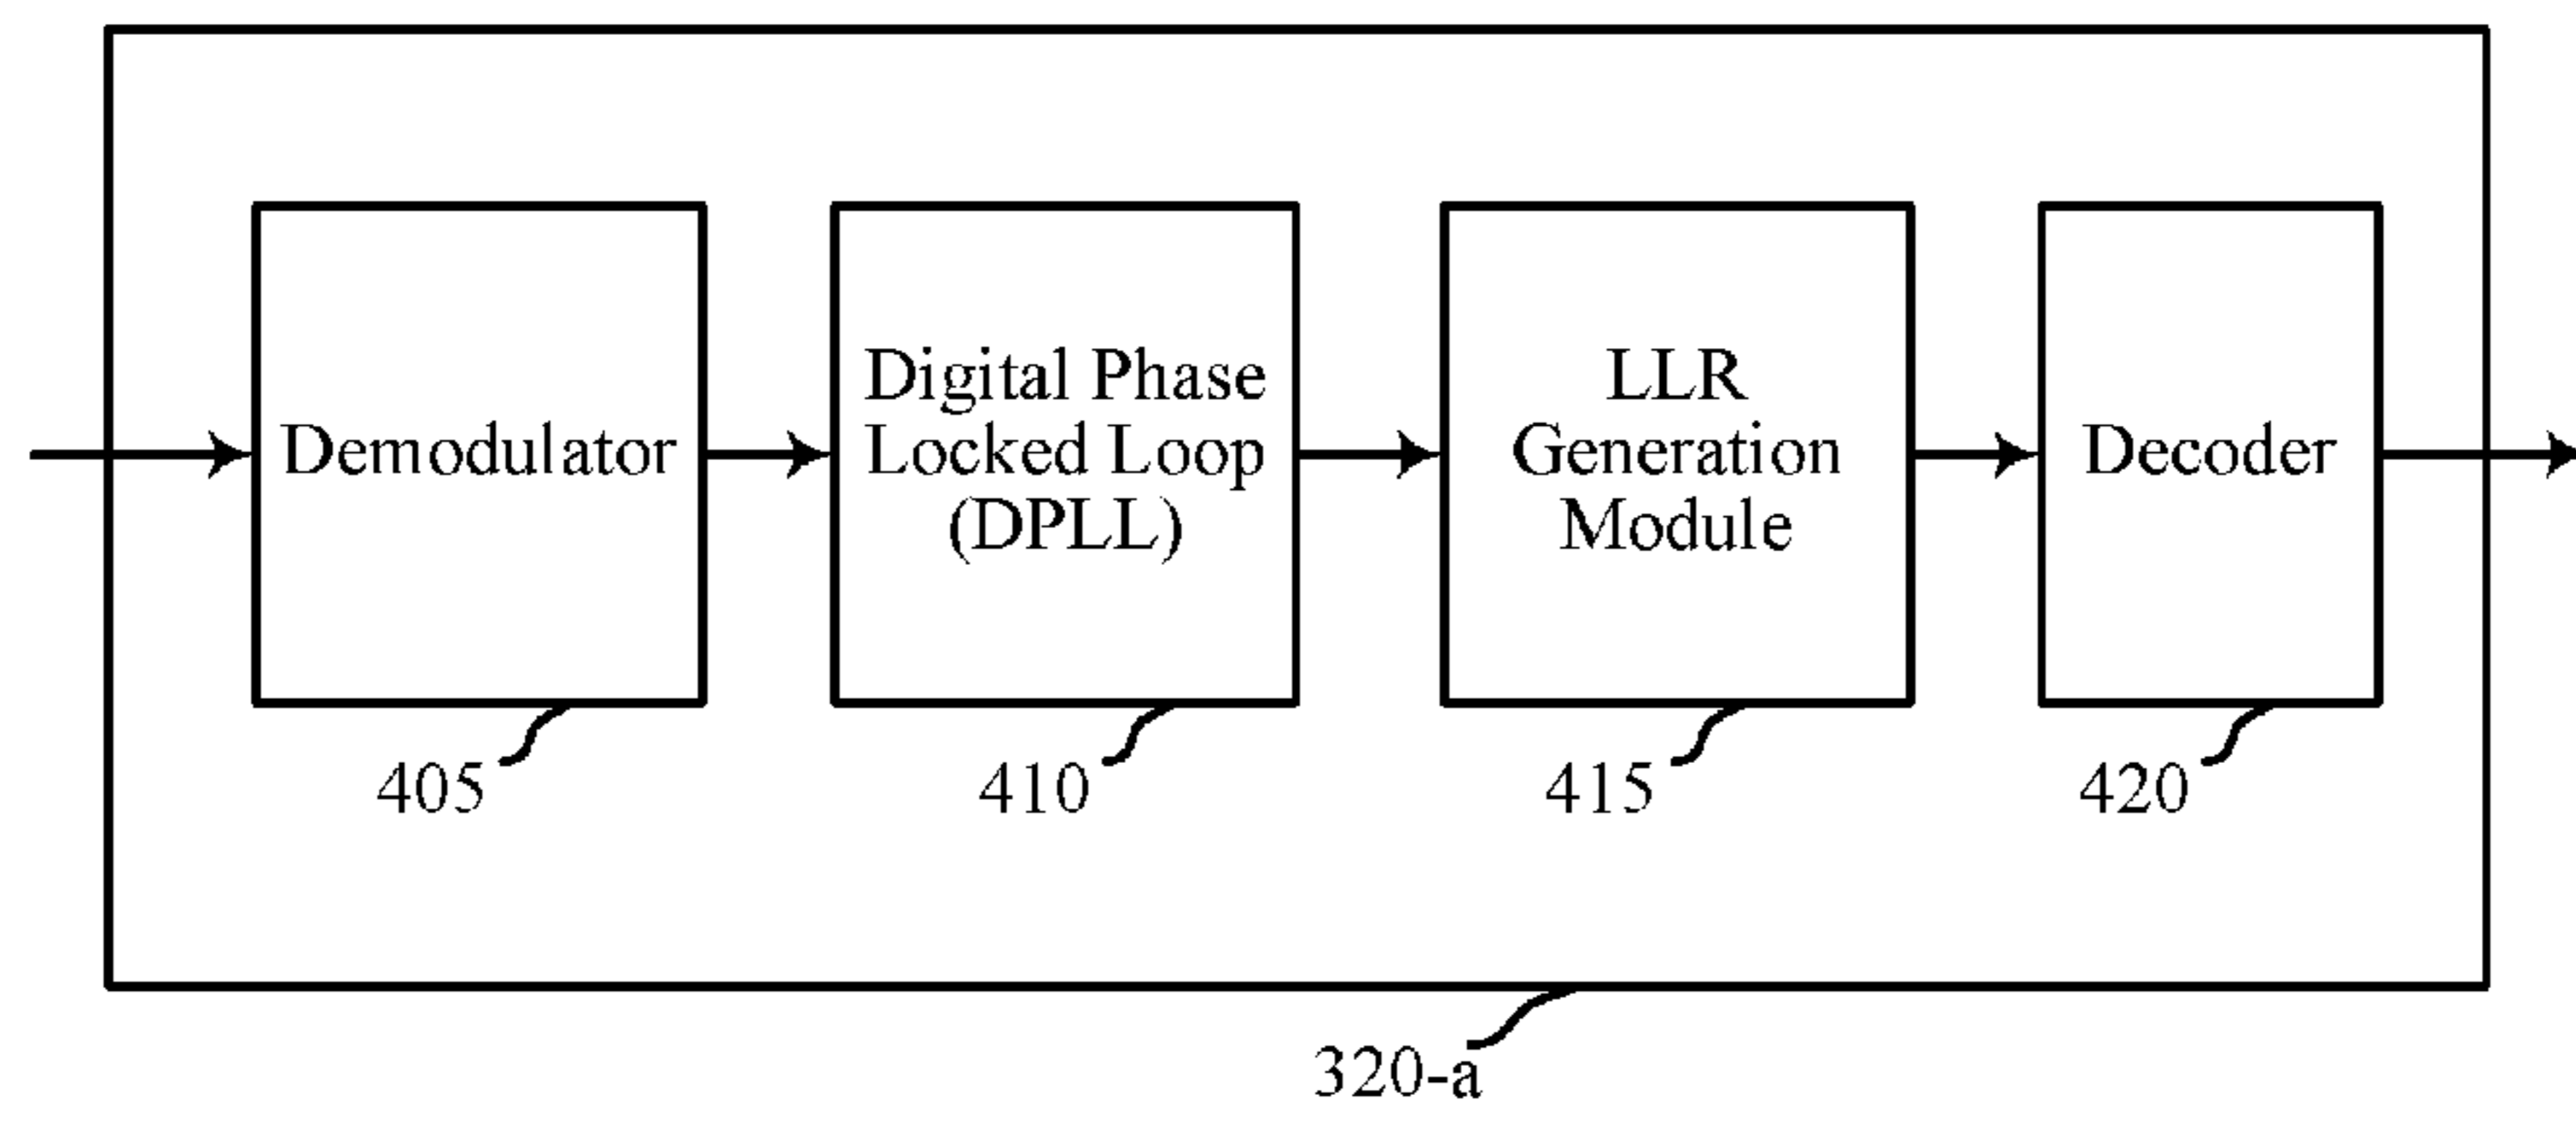 Demodulator
Digital Phase
Locked Loop
(DPLL)
LLR
Generation
Module
Decoder
405
410
415
420
320-a